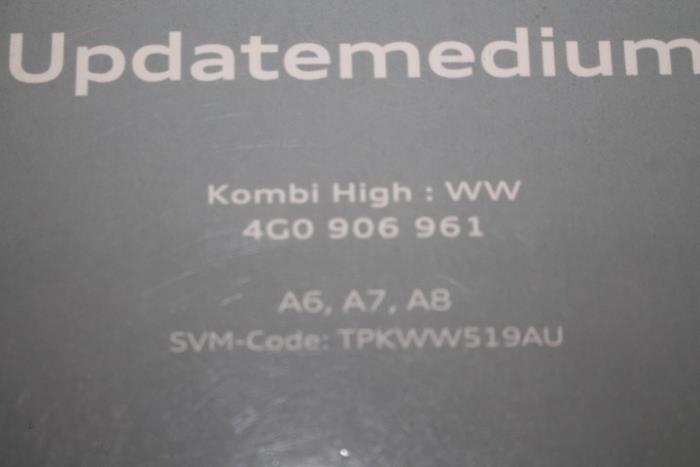 Updatemedium
Kombi High : WW
4G0 906 961
A6, A7, A8
SVM-Code: TPKWW519AU